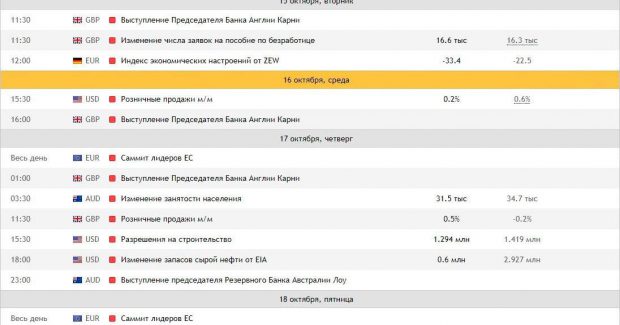 15 октября, вторник
11:30 GBP Выступление Председателя Банка Англии Карни
11:30 GBP Изменение числа заявок на пособие по безработице 16.6 тыс 16.3 тыс
12:00 EUR Индекс экономических настроений от ZEW -33.4 -22.5
16 октября, среда
15:30 USD Розничные продажи м/м 0.2% 0.6%
16:00 GBP Выступление Председателя Банка Англии Карни
17 октября, четверг
Весь день EUR Саммит лидеров ЕС
01:00 GBP Выступление Председателя Банка Англии Карни
03:30 AUD Изменение занятости населения 31.5 тыс 34.7 тыс
11:30 GBP Розничные продажи м/м 0.5% -0.2%
15:30 USD Разрешения на строительство 1.294 млн 1.419 млн
18:00 USD Изменение запасов сырой нефти от EIA 0.6 млн 2.927 млн
23:00 AUD Выступление председателя Резервного Банка Австралии Лоу
18 октября, пятница
Весь день EUR Саммит лидеров ЕС